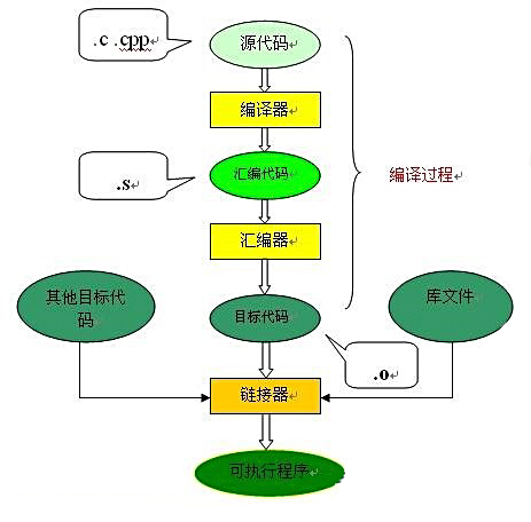 .c .cpp
源代码
编译器
.s
汇编代码
编译过程
汇编器
其他目标代
码
目标代码
库文件
.o
链接器
可执行程序